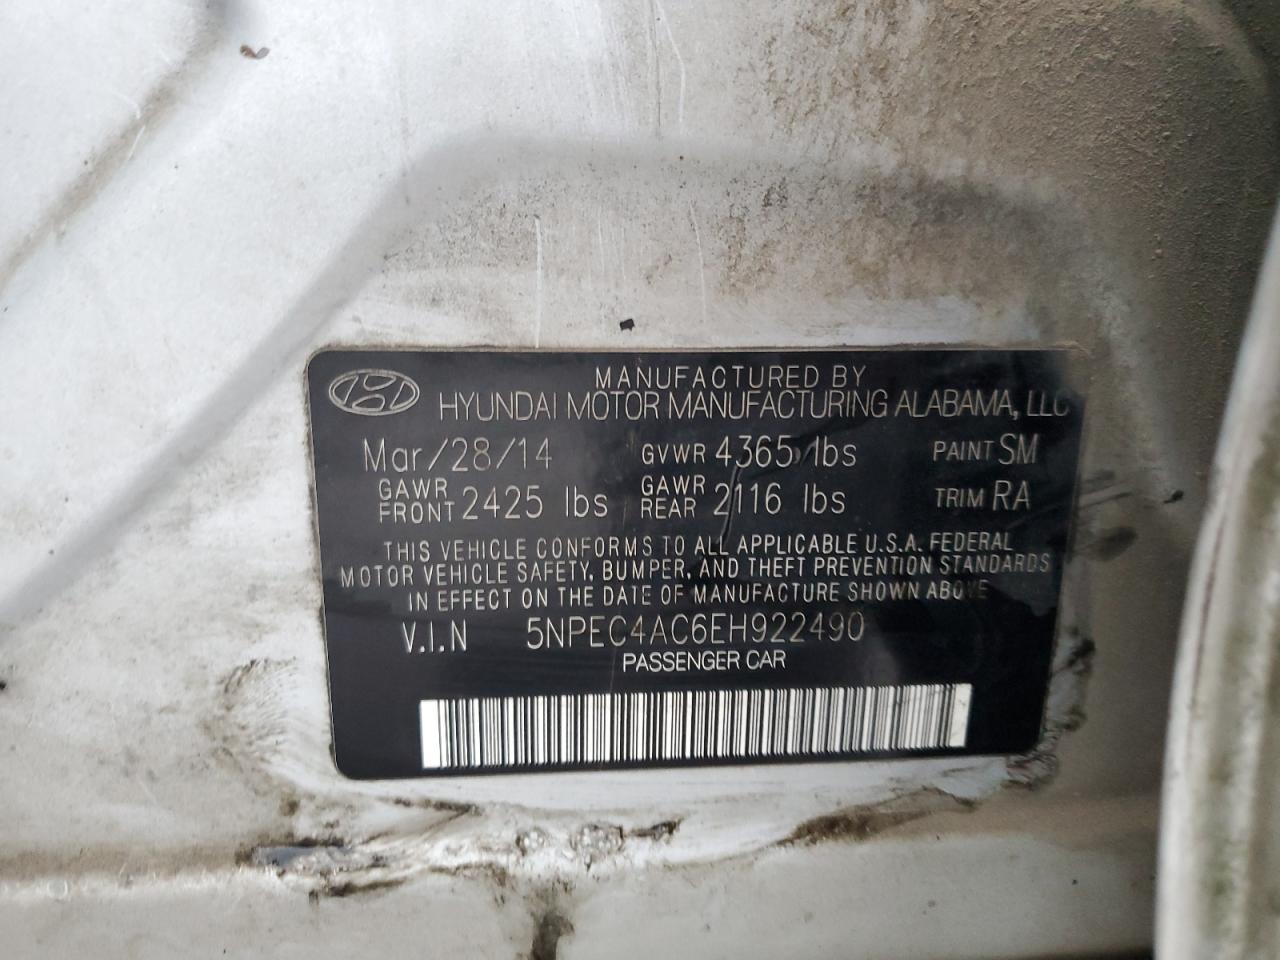 MANUFACTURED BY
HYUNDAI MOTOR MANUFACTURING ALABAMA, LLC
Mar/28/14 GVWR 4365 lbs PAINT SM
GAWR FRONT 2425 lbs GAWR REAR 2116 lbs TRIM RA
THIS VEHICLE CONFORMS TO ALL APPLICABLE U.S.A. FEDERAL
MOTOR VEHICLE SAFETY, BUMPER, AND THEFT PREVENTION STANDARDS
IN EFFECT ON THE DATE OF MANUFACTURE SHOWN ABOVE
V.I.N 5NPEC4AC6EH922490
PASSENGER CAR